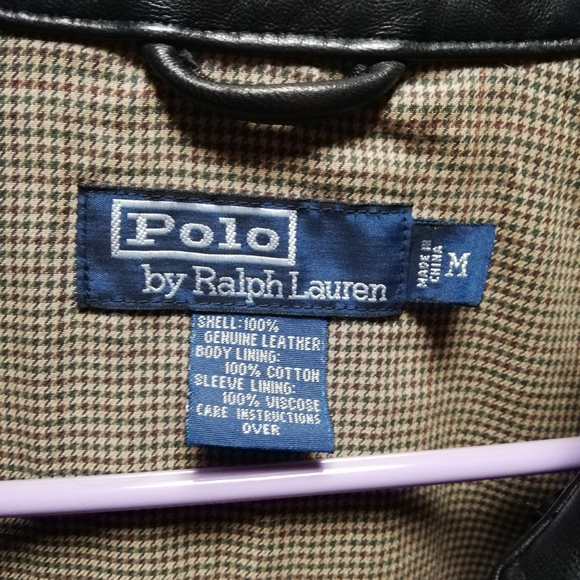 Polo
by Ralph Lauren
MADE IN
CHINA
M
SHELL:100%
GENUINE LEATHER
BODY LINING:
100% COTTON
SLEEVE LINING:
100% VISCOSE
CARE INSTRUCTIONS
OVER